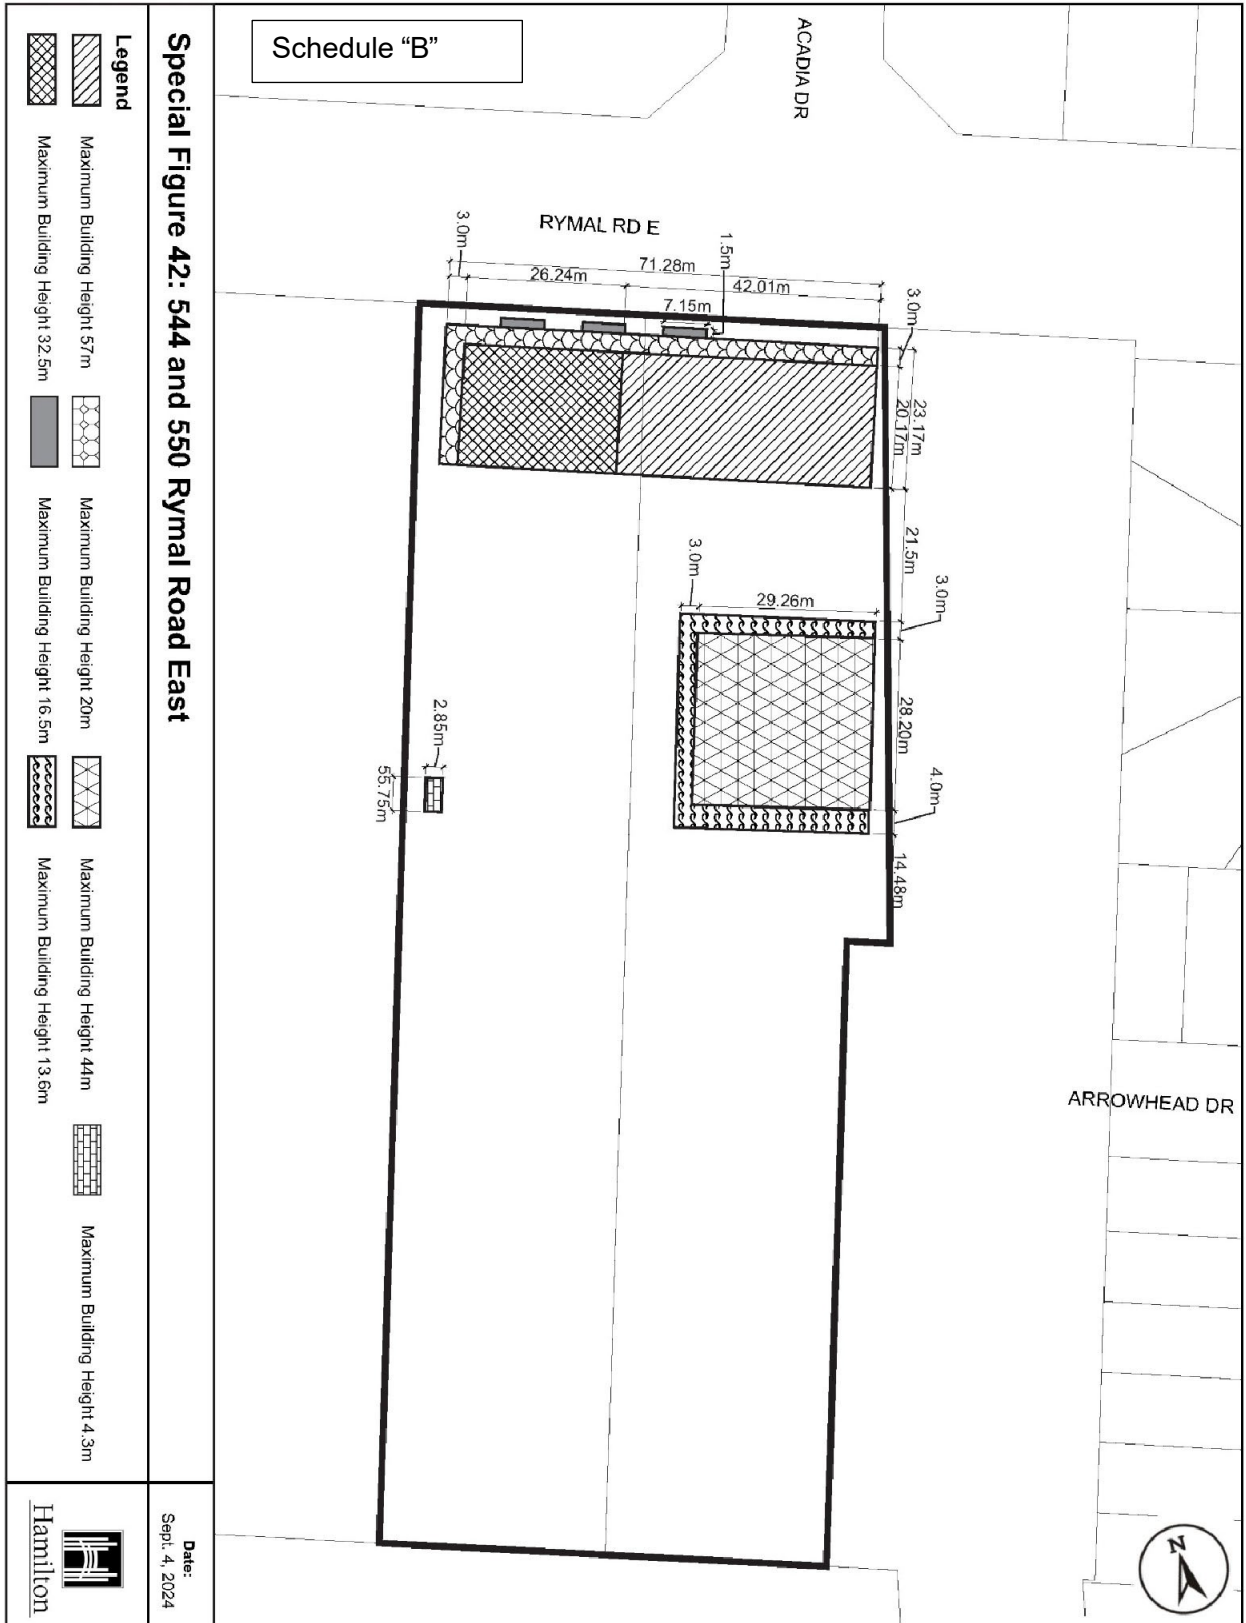 Schedule “B”
ACADIA DR
RYMAL RD E
3.0m
71.28m
26.24m
42.01m
1.5m
7.15m
3.0m
23.17m
20.17m
21.5m
3.0m
3.0m
29.26m
28.20m
4.0m
14.48m
2.85m
55.75m
ARROWHEAD DR
N
Special Figure 42: 544 and 550 Rymal Road East
Date:
Sept. 4, 2024
Legend
Maximum Building Height 57m
Maximum Building Height 20m
Maximum Building Height 44m
Maximum Building Height 4.3m
Maximum Building Height 32.5m
Maximum Building Height 16.5m
Maximum Building Height 13.6m
Hamilton